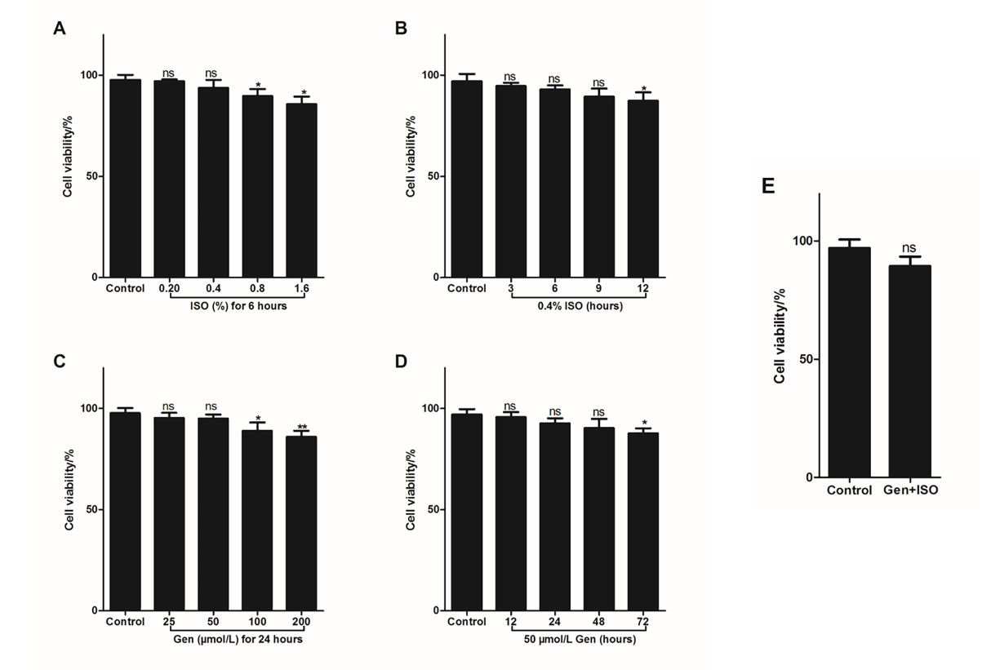 A
Cell viability/%
100
50
0
ns
ns
*
*
Control
0.20
0.4
0.8
1.6
ISO (%) for 6 hours
B
Cell viability/%
100
50
0
ns
ns
ns
*
Control
3
6
9
12
0.4% ISO (hours)
C
Cell viability/%
100
50
0
ns
ns
*
**
Control
25
50
100
200
Gen (µmol/L) for 24 hours
D
Cell viability/%
100
50
0
ns
ns
ns
*
Control
12
24
48
72
50 µmol/L Gen (hours)
E
Cell viability/%
100
50
0
ns
Control
Gen+ISO